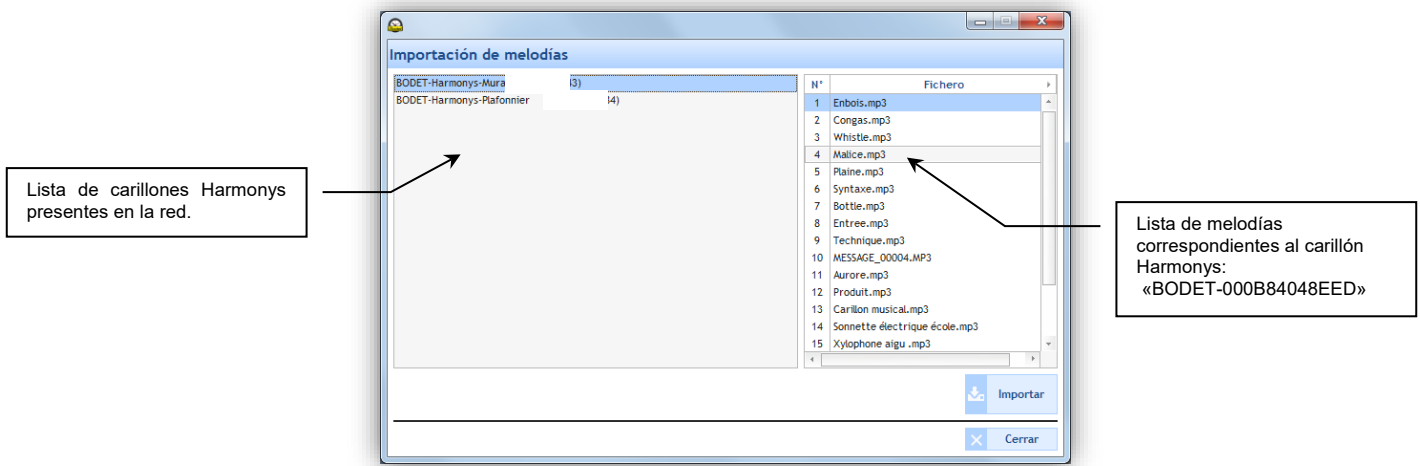 Importación de melodías
BODET-Harmonys-Mura 33)
BODET-Harmonys-Plafonnier 34)
N° Fichero
1 Enbois.mp3
2 Congas.mp3
3 Whistle.mp3
4 Malice.mp3
5 Plaine.mp3
6 Syntaxe.mp3
7 Bottle.mp3
8 Entree.mp3
9 Technique.mp3
10 MESSAGE_00004.MP3
11 Aurore.mp3
12 Produit.mp3
13 Carillon musical.mp3
14 Sonnette électrique école.mp3
15 Xylophone aigu .mp3
Importar
Cerrar
Lista de carillones Harmonys
presentes en la red.
Lista de melodías
correspondientes al carillón
Harmonys:
«BODET-000B84048EED»